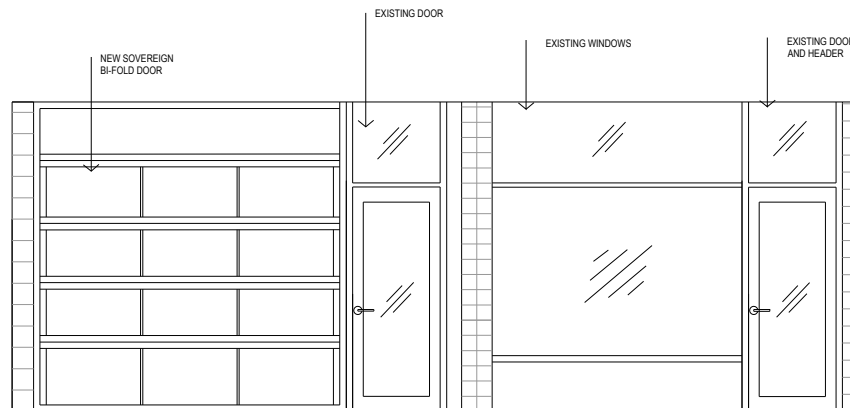 EXISTING DOOR
EXISTING WINDOWS
EXISTING
AND HEADER
NEW SOVEREIGN
BI-FOLD DOOR